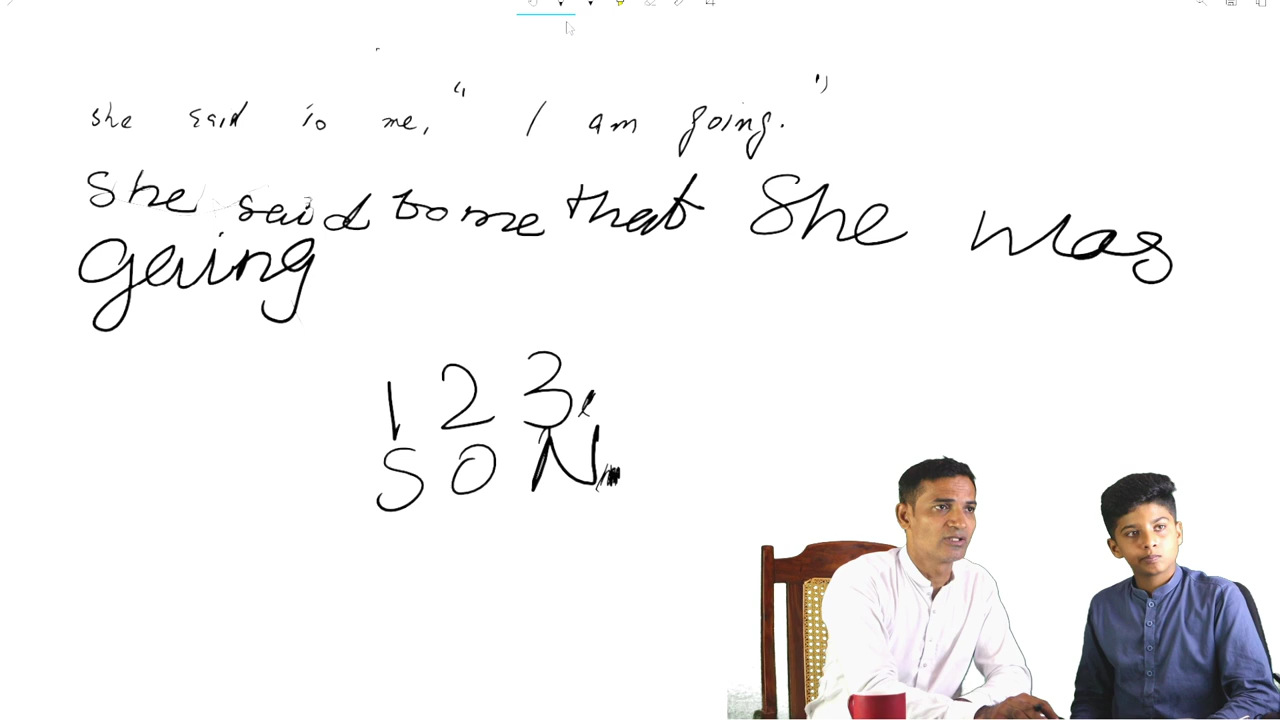 she said to me, " I am going. "
She said to me that She was
going
1 2 3
S O N